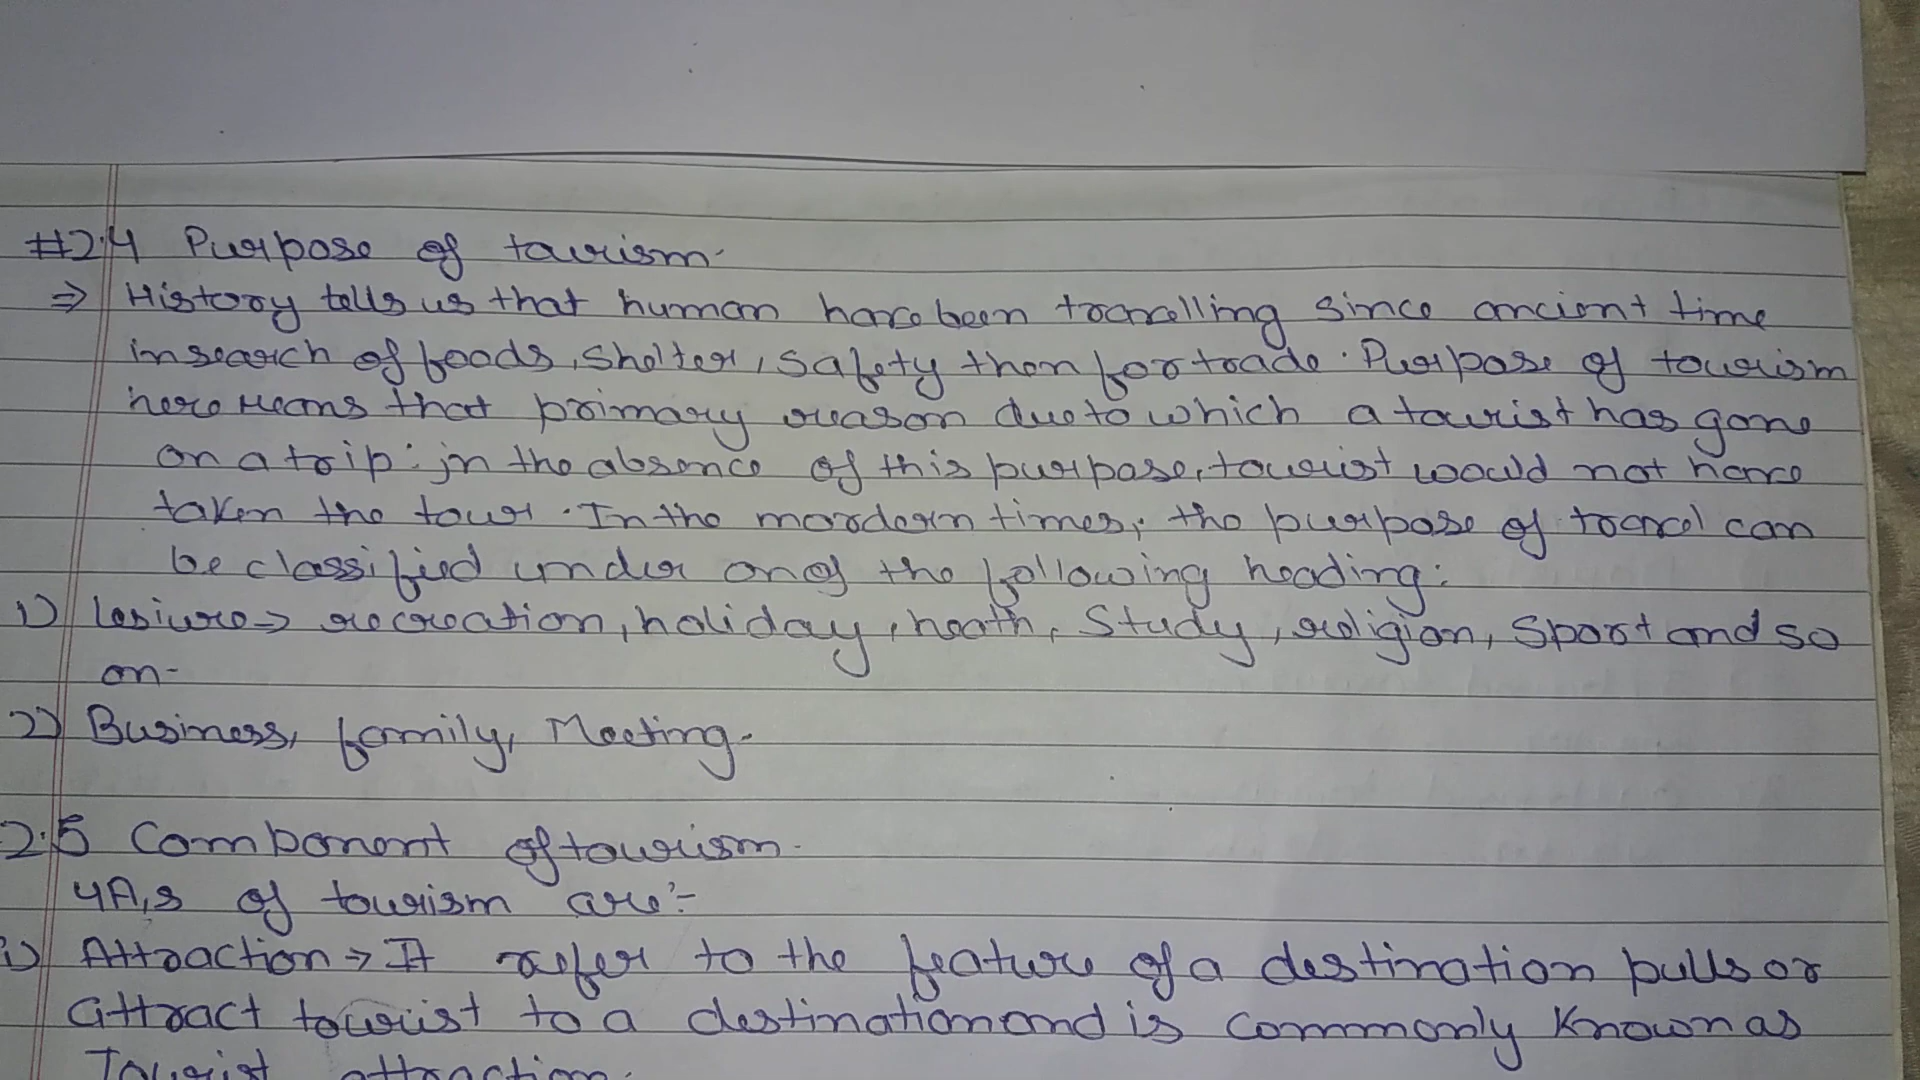 #2.4 Purpose of tourism.
⇒ History tells us that human have been travelling since ancient time
in search of foods, shelter, safety then for trade. Purpose of tourism
here means that primary reason due to which a tourist has gone
on a trip. in the absence of this purpose, tourist would not have
taken the tour. In the mordern times, the purpose of travel can
be classified under on of the following heading:
1) Lesiure → recreation, holiday, heath, Study, religion, Sport and so
on-
2) Business, family, Meeting.
2.5 Component of tourism.
4A,s of tourism are:-
i) Attraction → It refer to the feature of a destination pulls or
attract tourist to a destination and is commonly Known as
Tourist attraction.